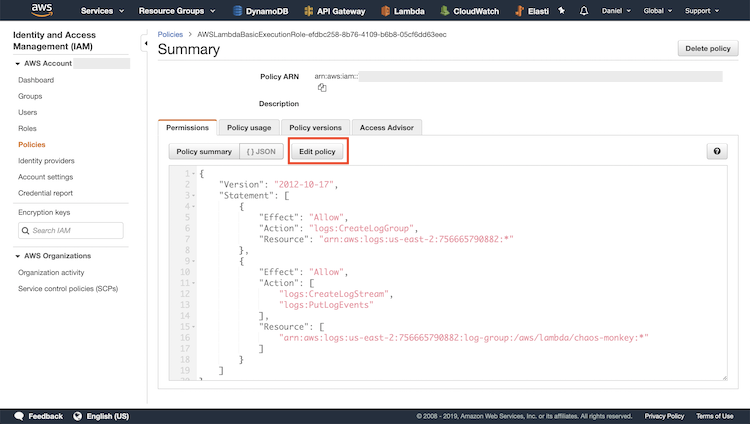 aws Services Resource Groups DynamoDB API Gateway Lambda CloudWatch Elasti Daniel Global Support
Identity and Access
Management (IAM)
AWS Account
Dashboard
Groups
Users
Roles
Policies
Identity providers
Account settings
Credential report
Encryption keys
Search IAM
AWS Organizations
Organization activity
Service control policies (SCPs)
Policies > AWSLambdaBasicExecutionRole-efdbc258-8b76-4109-b6b8-05cf6dd63eec
Summary
Delete policy
Policy ARN arn:aws:iam::
Description
Permissions Policy usage Policy versions Access Advisor
Policy summary { } JSON Edit policy ?
1 {
2 "Version": "2012-10-17",
3 "Statement": [
4 {
5 "Effect": "Allow",
6 "Action": "logs:CreateLogGroup",
7 "Resource": "arn:aws:logs:us-east-2:756665790882:*"
8 },
9 {
10 "Effect": "Allow",
11 "Action": [
12 "logs:CreateLogStream",
13 "logs:PutLogEvents"
14 ],
15 "Resource": [
16 "arn:aws:logs:us-east-2:756665790882:log-group:/aws/lambda/chaos-monkey:*"
17 ]
18 }
19 ]
Feedback English (US) © 2008 - 2019, Amazon Web Services, Inc. or its affiliates. All rights reserved. Privacy Policy Terms of Use